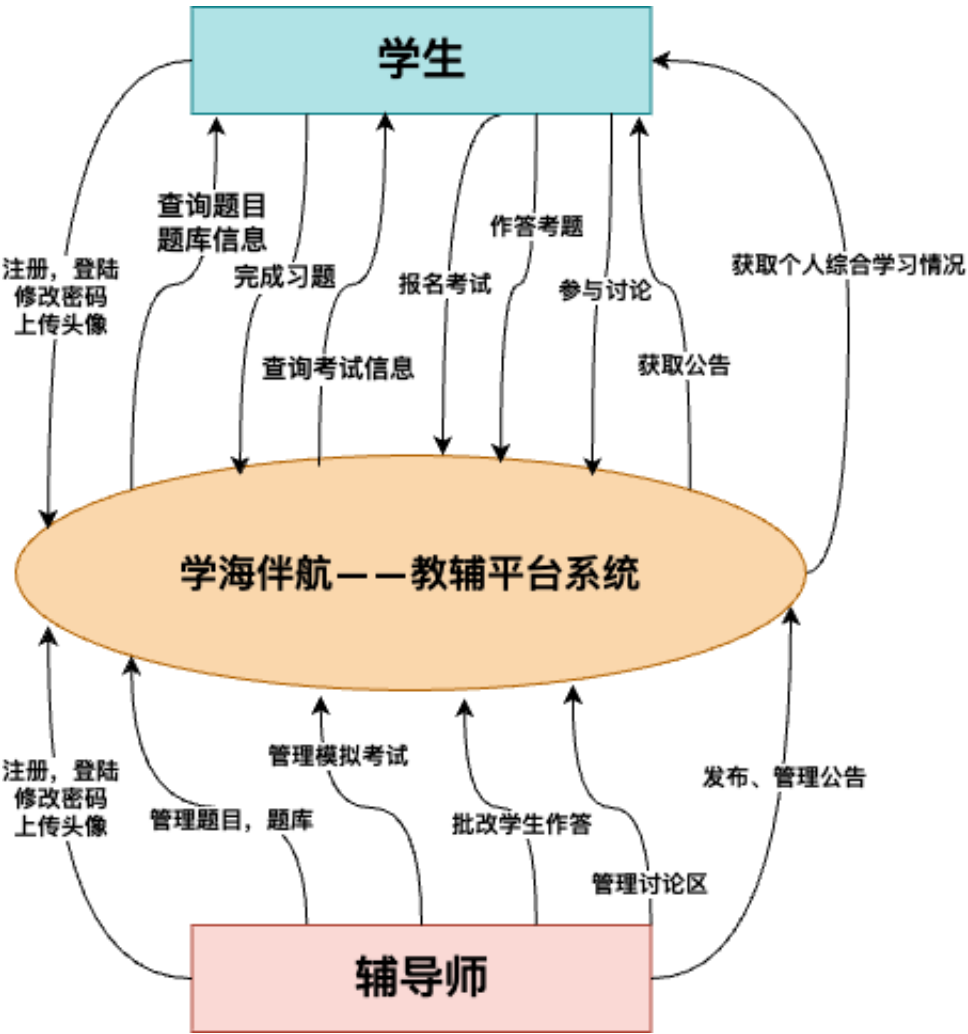 学生
查询题目
题库信息
作答考题
注册，登陆
修改密码
上传头像
完成习题
报名考试
参与讨论
获取个人综合学习情况
查询考试信息
获取公告
学海伴航——教辅平台系统
注册，登陆
修改密码
上传头像
管理模拟考试
发布、管理公告
管理题目，题库
批改学生作答
管理讨论区
辅导师